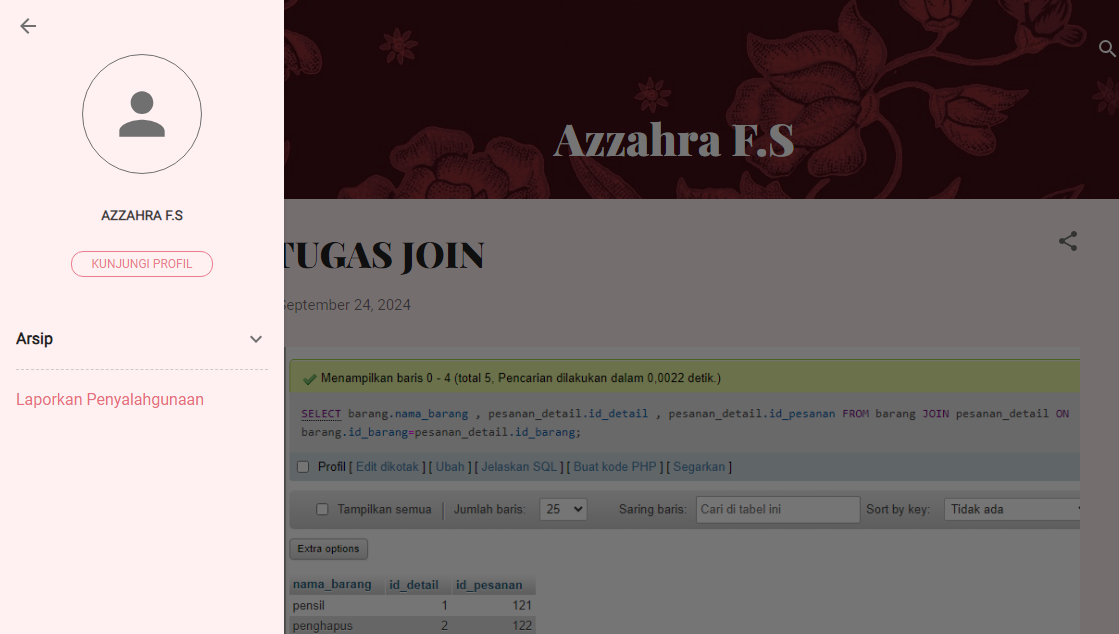 AZZAHRA F.S
KUNJUNGI PROFIL
Arsip
Laporkan Penyalahgunaan
Azzahra F.S
TUGAS JOIN
September 24, 2024
Menampilkan baris 0 - 4 (total 5, Pencarian dilakukan dalam 0,0022 detik.)
SELECT barang.nama_barang , pesanan_detail.id_detail , pesanan_detail.id_pesanan FROM barang JOIN pesanan_detail ON
barang.id_barang=pesanan_detail.id_barang;
Profil [ Edit dikotak ] [ Ubah ] [ Jelaskan SQL ] [ Buat kode PHP ] [ Segarkan ]
Tampilkan semua Jumlah baris: 25 Saring baris: Cari di tabel ini Sort by key: Tidak ada
Extra options
nama_barang id_detail id_pesanan
pensil 1 121
penghapus 2 122